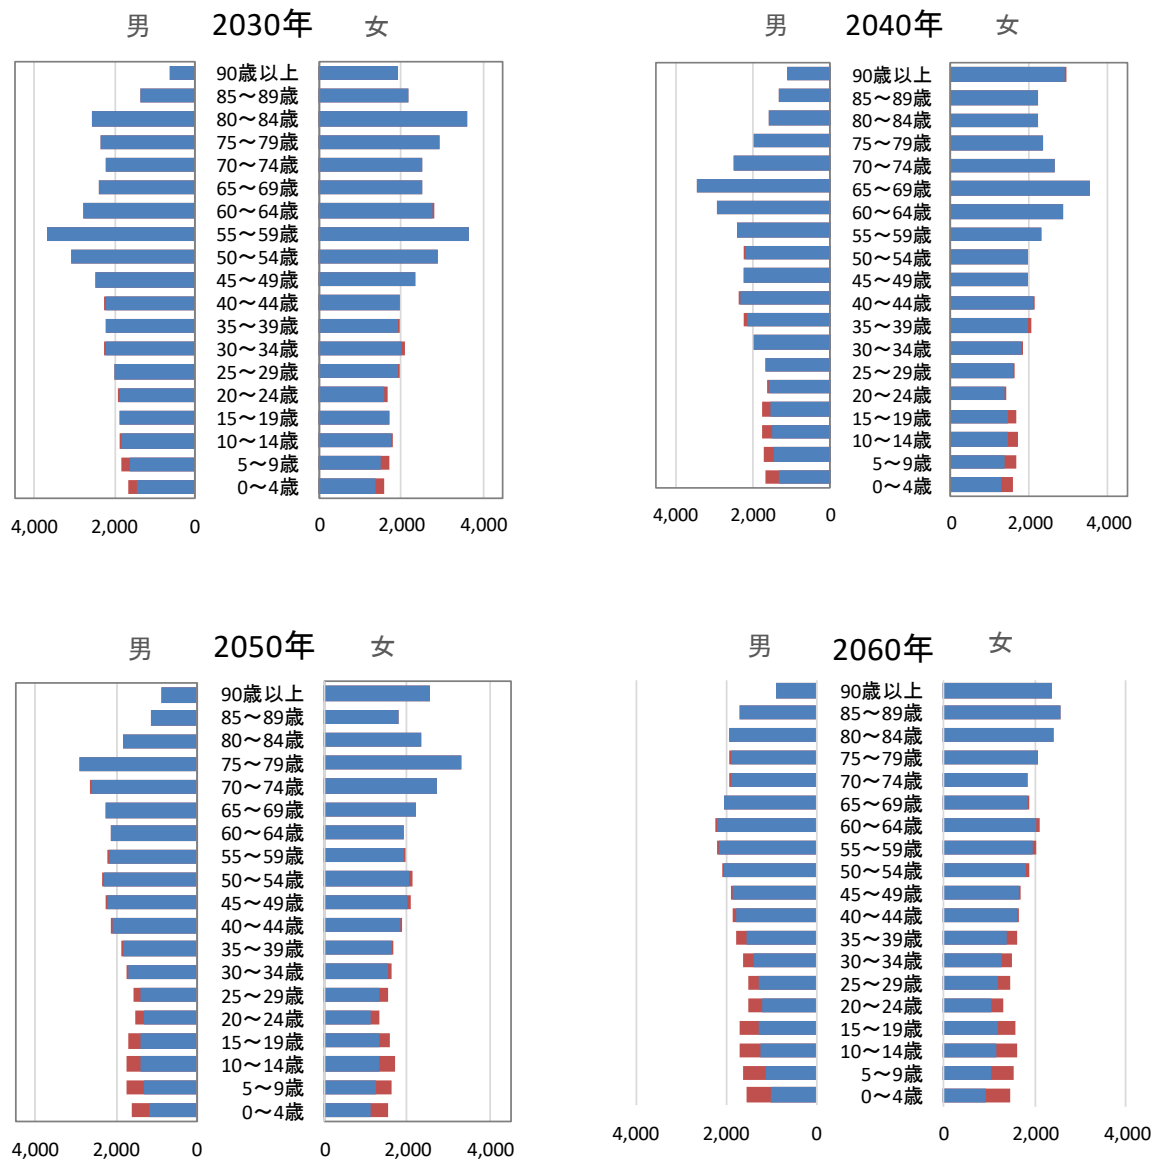 男 2030年 女
90歳以上
85～89歳
80～84歳
75～79歳
70～74歳
65～69歳
60～64歳
55～59歳
50～54歳
45～49歳
40～44歳
35～39歳
30～34歳
25～29歳
20～24歳
15～19歳
10～14歳
5～9歳
0～4歳
4,000 2,000 0 0 2,000 4,000
男 2040年 女
90歳以上
85～89歳
80～84歳
75～79歳
70～74歳
65～69歳
60～64歳
55～59歳
50～54歳
45～49歳
40～44歳
35～39歳
30～34歳
25～29歳
20～24歳
15～19歳
10～14歳
5～9歳
0～4歳
4,000 2,000 0 0 2,000 4,000
男 2050年 女
90歳以上
85～89歳
80～84歳
75～79歳
70～74歳
65～69歳
60～64歳
55～59歳
50～54歳
45～49歳
40～44歳
35～39歳
30～34歳
25～29歳
20～24歳
15～19歳
10～14歳
5～9歳
0～4歳
4,000 2,000 0 0 2,000 4,000
男 2060年 女
90歳以上
85～89歳
80～84歳
75～79歳
70～74歳
65～69歳
60～64歳
55～59歳
50～54歳
45～49歳
40～44歳
35～39歳
30～34歳
25～29歳
20～24歳
15～19歳
10～14歳
5～9歳
0～4歳
4,000 2,000 0 0 2,000 4,000